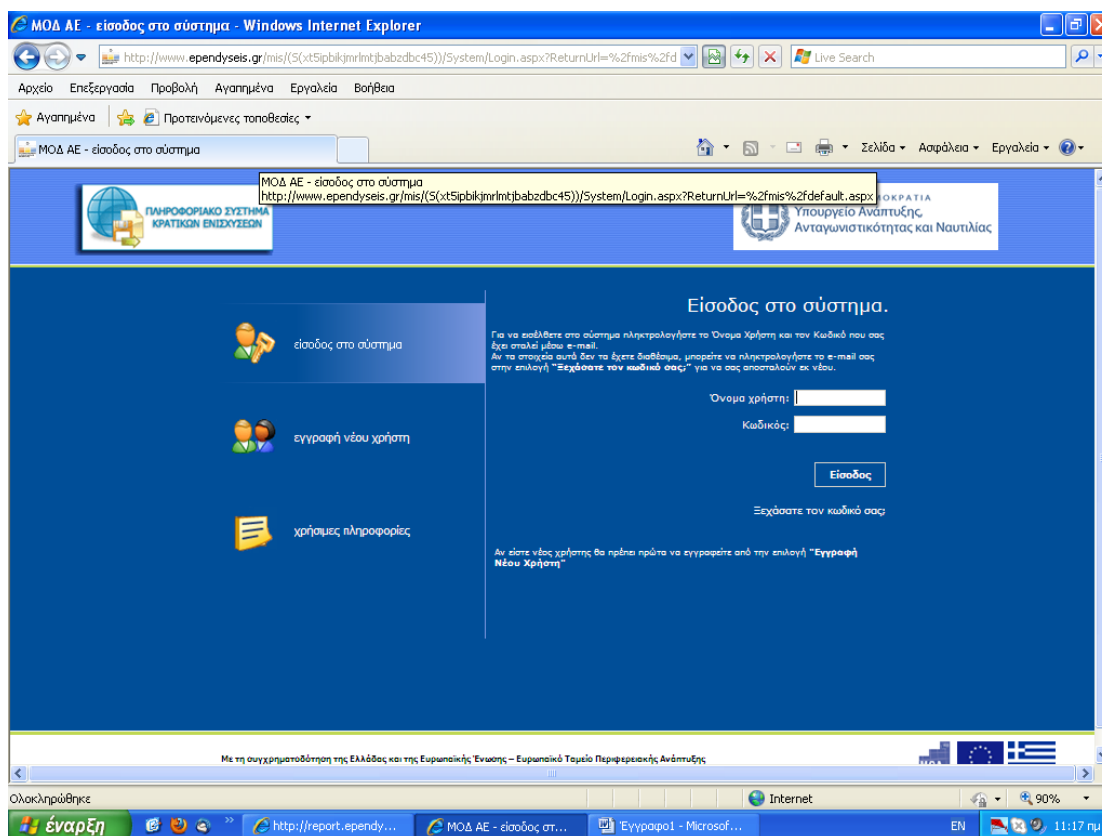 ΜΟΔ ΑΕ - είσοδος στο σύστημα - Windows Internet Explorer
http://www.ependyseis.gr/mis/(S(xt5ipbikjmrlmtjbabzdbc45))/System/Login.aspx?ReturnUrl=%2fmis%2fd
Live Search
Αρχείο Επεξεργασία Προβολή Αγαπημένα Εργαλεία Βοήθεια
Αγαπημένα Προτεινόμενες τοποθεσίες
ΜΟΔ ΑΕ - είσοδος στο σύστημα
Σελίδα Ασφάλεια Εργαλεία
ΜΟΔ ΑΕ - είσοδος στο σύστημα
http://www.ependyseis.gr/mis/(S(xt5ipbikjmrlmtjbabzdbc45))/System/Login.aspx?ReturnUrl=%2fmis%2fdefault.aspx
ΠΛΗΡΟΦΟΡΙΑΚΟ ΣΥΣΤΗΜΑ
ΚΡΑΤΙΚΩΝ ΕΝΙΣΧΥΣΕΩΝ
Υπουργείο Ανάπτυξης,
Ανταγωνιστικότητας και Ναυτιλίας
Είσοδος στο σύστημα.
είσοδος στο σύστημα
Για να εισέλθετε στο σύστημα πληκτρολογήστε το Όνομα Χρήστη και τον Κωδικό που σας
έχει σταλεί μέσω e-mail.
Αν τα στοιχεία αυτά δεν τα έχετε διαθέσιμα, μπορείτε να πληκτρολογήστε το e-mail σας
στην επιλογή "Ξεχάσατε τον κωδικό σας;" για να σας αποσταλούν εκ νέου.
Όνομα χρήστη:
Κωδικός:
εγγραφή νέου χρήστη
Είσοδος
Ξεχάσατε τον κωδικό σας;
χρήσιμες πληροφορίες
Αν είστε νέος χρήστης θα πρέπει πρώτα να εγγραφείτε από την επιλογή "Εγγραφή
Νέου Χρήστη"
Με τη συγχρηματοδότηση της Ελλάδας και της Ευρωπαϊκής Ένωσης – Ευρωπαϊκό Ταμείο Περιφερειακής Ανάπτυξης
Ολοκληρώθηκε
Internet
90%
έναρξη
http://report.ependy...
ΜΟΔ ΑΕ - είσοδος στ...
Έγγραφο1 - Microsof...
EN
11:17 πμ